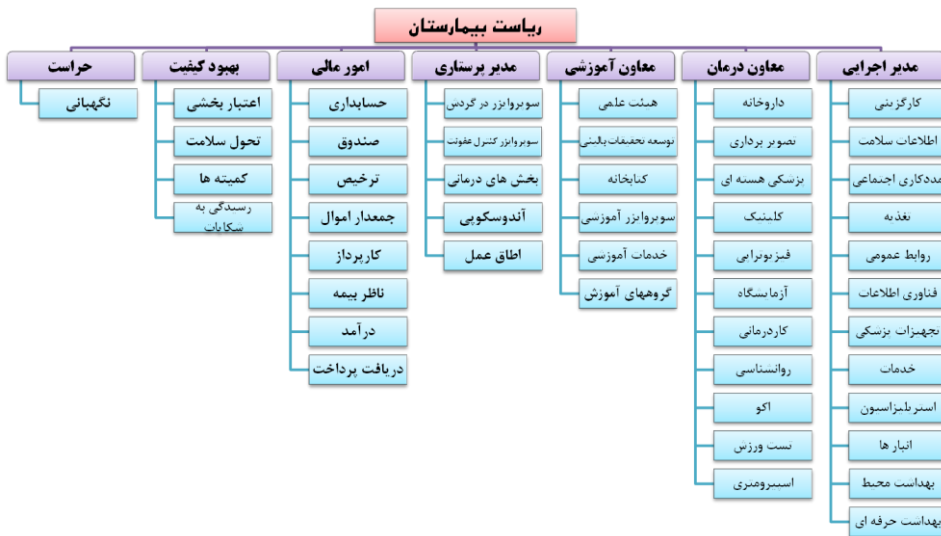 ریاست بیمارستان
مدیر اجرایی
کارگزینی
اطلاعات سلامت
مددکاری اجتماعی
تغذیه
روابط عمومی
فناوری اطلاعات
تجهیزات پزشکی
خدمات
استریلیزاسیون
انبار ها
بهداشت محیط
بهداشت حرفه ای
معاون درمان
داروخانه
تصویر برداری
پزشکی هسته ای
کلینیک
فیزیوتراپی
آزمایشگاه
کاردرمانی
روانشناسی
اکو
تست ورزش
اسپیرومتری
معاون آموزشی
هیئت علمی
توسعه تحقیقات بالینی
کتابخانه
سوپروایزر آموزشی
خدمات آموزشی
گروههای آموزش
مدیر پرستاری
سوپروایزر در گردش
سوپروایزر کنترل عفونت
بخش های درمانی
آندوسکوپی
اطاق عمل
امور مالی
حسابداری
صندوق
ترخیص
جمعدار اموال
کارپرداز
ناظر بیمه
درآمد
دریافت پرداخت
بهبود کیفیت
اعتبار بخشی
تحول سلامت
کمیته ها
رسیدگی به
شکایات
حراست
نگهبانی